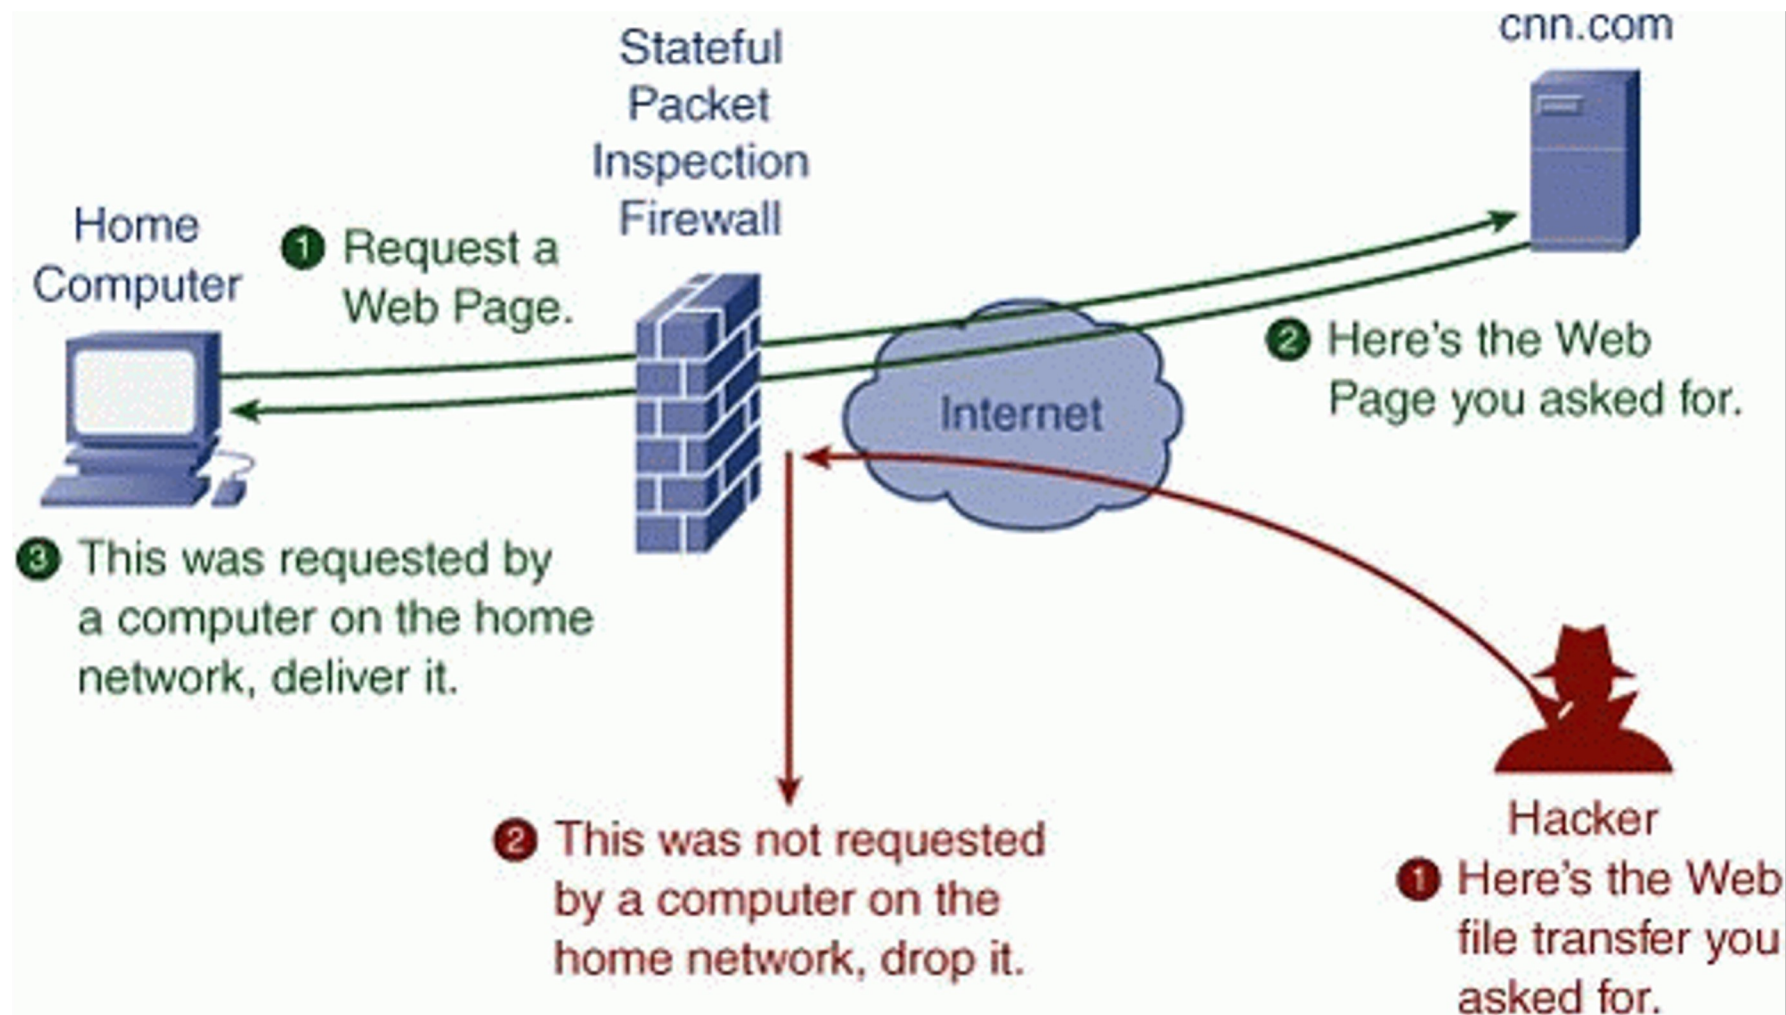 cnn.com
Stateful
Packet
Inspection
Firewall
Home
Computer
1 Request a
Web Page.
2 Here's the Web
Page you asked for.
Internet
3 This was requested by
a computer on the home
network, deliver it.
2 This was not requested
by a computer on the
home network, drop it.
Hacker
1 Here's the Web
file transfer you
asked for.